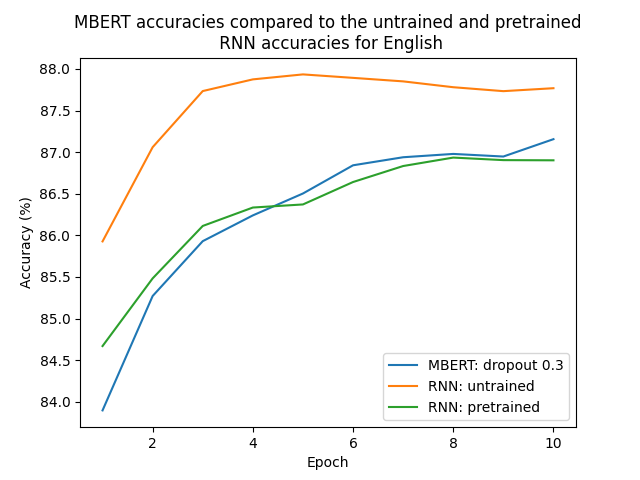 MBERT accuracies compared to the untrained and pretrained
RNN accuracies for English
88.0
87.5
87.0
86.5
86.0
85.5
85.0
84.5
84.0
Accuracy (%)
MBERT: dropout 0.3
RNN: untrained
RNN: pretrained
2 4 6 8 10
Epoch